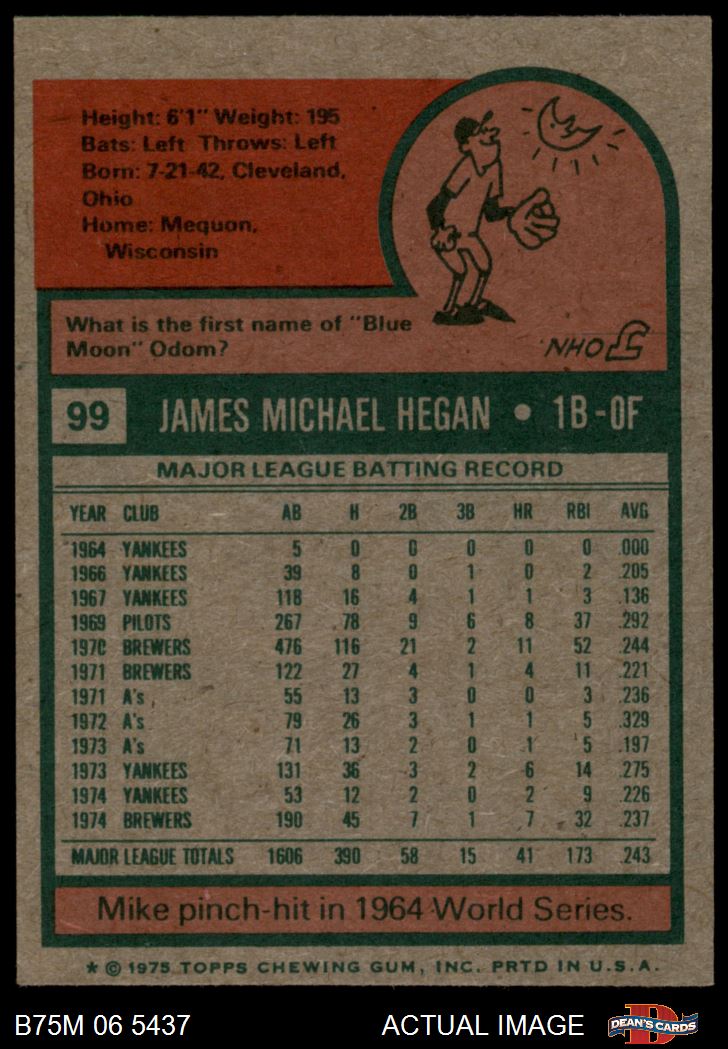 Height: 6'1" Weight: 195
Bats: Left Throws: Left
Born: 7-21-42, Cleveland,
Ohio
Home: Mequon,
Wisconsin
What is the first name of "Blue
Moon" Odom?
JOHN
99 JAMES MICHAEL HEGAN • 1B-OF
MAJOR LEAGUE BATTING RECORD
YEAR CLUB AB H 2B 3B HR RBI AVG
1964 YANKEES 5 0 0 0 0 0 .000
1966 YANKEES 39 8 0 1 0 2 .205
1967 YANKEES 118 16 4 1 1 3 .136
1969 PILOTS 267 78 9 6 8 37 .292
1970 BREWERS 476 116 21 2 11 52 .244
1971 BREWERS 122 27 4 1 4 11 .221
1971 A's 55 13 3 0 0 3 .236
1972 A's 79 26 3 1 1 5 .329
1973 A's 71 13 2 0 1 5 .197
1973 YANKEES 131 36 3 2 6 14 .275
1974 YANKEES 53 12 2 0 2 9 .226
1974 BREWERS 190 45 7 1 7 32 .237
MAJOR LEAGUE TOTALS 1606 390 58 15 41 173 .243
Mike pinch-hit in 1964 World Series.
* © 1975 TOPPS CHEWING GUM, INC. PRTD IN U.S.A.
B75M 06 5437 ACTUAL IMAGE D DEAN'S CARDS